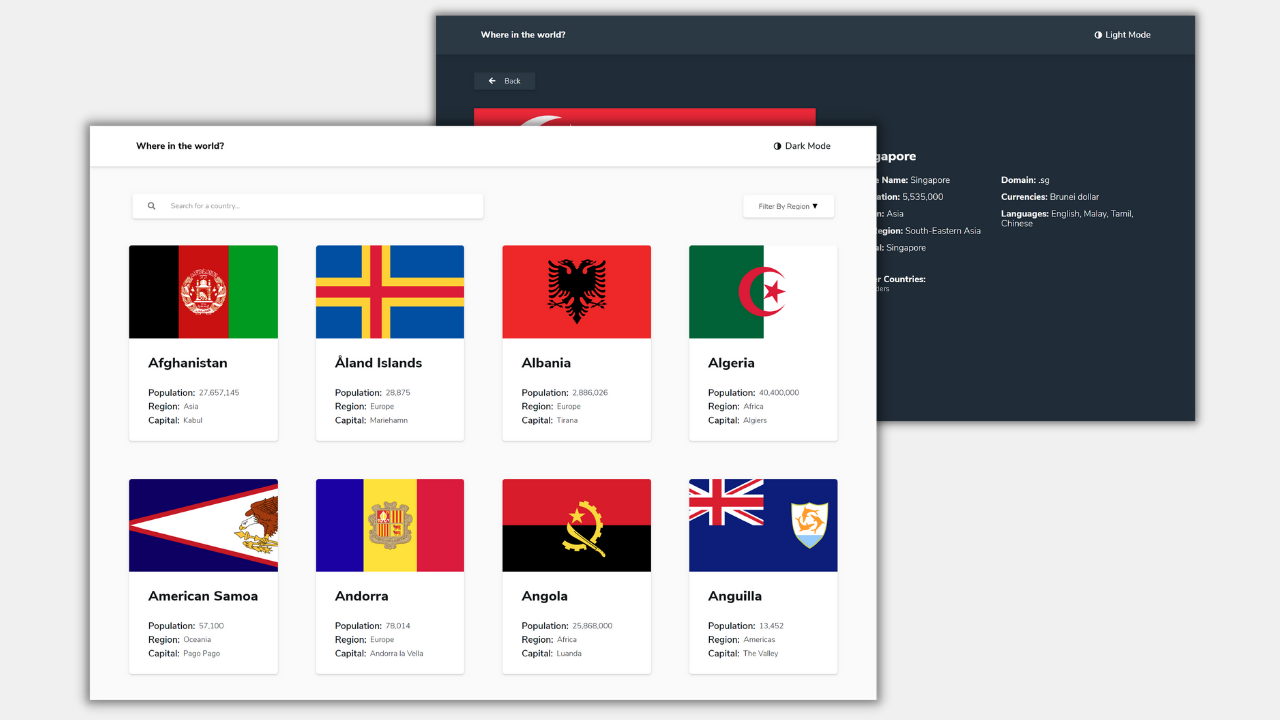 Where in the world?
Light Mode
Back
gapore
Name: Singapore
Domain: .sg
5,535,000
Currencies: Brunei dollar
Asia
Languages: English, Malay, Tamil,
Chinese
South-Eastern Asia
Singapore
Countries:
Where in the world?
Dark Mode
Search for a country...
Filter By Region ▼
Afghanistan
Population: 27,657,145
Region: Asia
Capital: Kabul
Åland Islands
Population: 28,875
Region: Europe
Capital: Mariehamn
Albania
Population: 2,886,026
Region: Europe
Capital: Tirana
Algeria
Population: 40,400,000
Region: Africa
Capital: Algiers
American Samoa
Population: 57,100
Region: Oceania
Capital: Pago Pago
Andorra
Population: 78,014
Region: Europe
Capital: Andorra la Vella
Angola
Population: 25,868,000
Region: Africa
Capital: Luanda
Anguilla
Population: 13,452
Region: Americas
Capital: The Valley